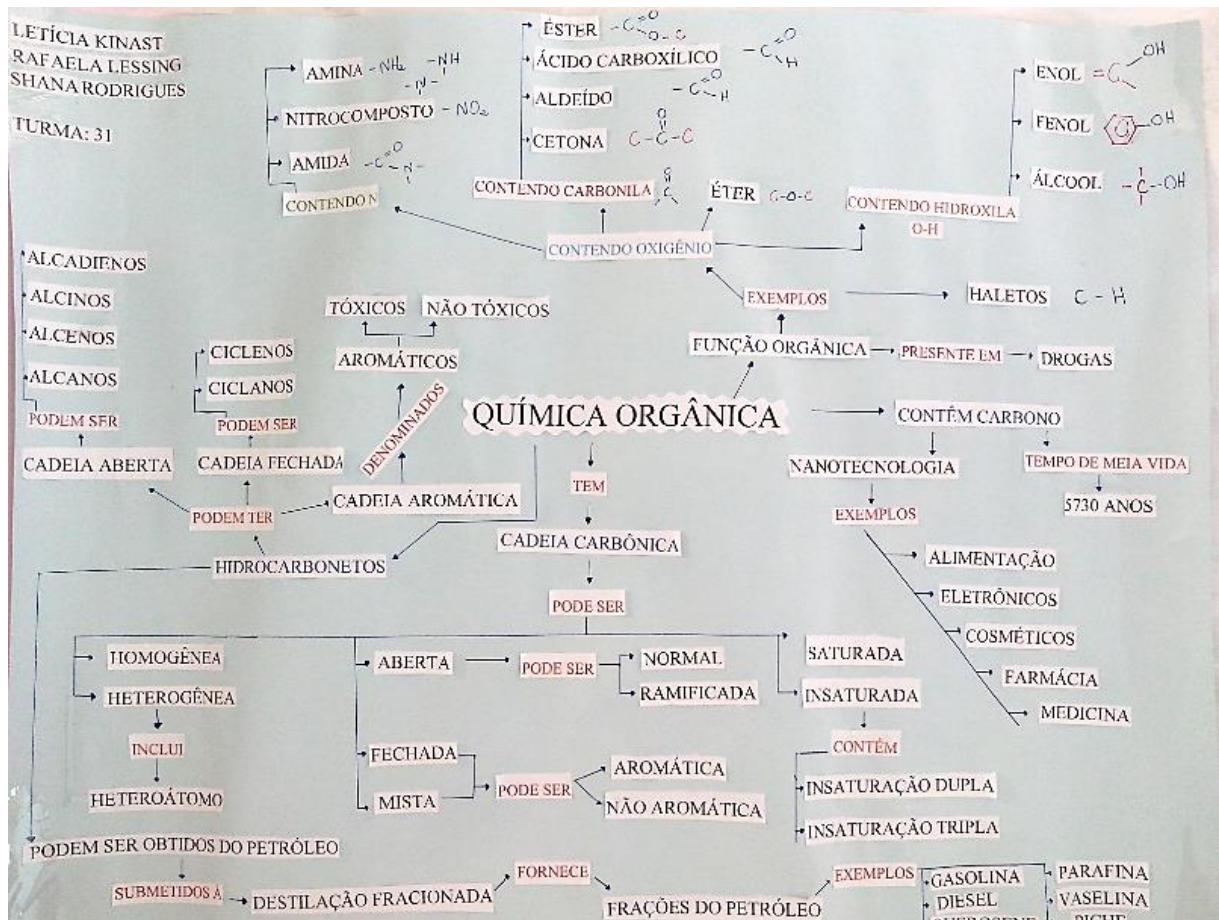 LETÍCIA KINAST
RAFAELA LESSING
SHANA RODRIGUES
TURMA: 31
AMINA -NH₂ -NH -N-
NITROCOMPOSTO -NO₂
AMIDA -C=O -N-
CONTENDO N
ÉSTER -C=O O-C
ÁCIDO CARBOXÍLICO -C=O H
ALDEÍDO -C=O H
CETONA C-C-C O
CONTENDO CARBONILA O C
ÉTER C-O-C
ENOL =C OH
FENOL OH
ÁLCOOL -C-OH
CONTENDO HIDROXILA
O-H
CONTENDO OXIGÊNIO
EXEMPLOS
HALETOS C-H
FUNÇÃO ORGÂNICA
PRESENTE EM
DROGAS
ALCADIENOS
ALCINOS
ALCENOS
ALCANOS
PODEM SER
CADEIA ABERTA
CICLENOS
CICLANOS
PODEM SER
CADEIA FECHADA
TÓXICOS
NÃO TÓXICOS
AROMÁTICOS
DENOMINADOS
CADEIA AROMÁTICA
PODEM TER
HIDROCARBONETOS
QUÍMICA ORGÂNICA
TEM
CADEIA CARBÔNICA
PODE SER
CONTÉM CARBONO
NANOTECNOLOGIA
TEMPO DE MEIA VIDA
5730 ANOS
EXEMPLOS
ALIMENTAÇÃO
ELETRÔNICOS
COSMÉTICOS
FARMÁCIA
MEDICINA
HOMOGÊNEA
HETEROGÊNEA
INCLUI
HETEROÁTOMO
ABERTA
PODE SER
NORMAL
RAMIFICADA
FECHADA
MISTA
PODE SER
AROMÁTICA
NÃO AROMÁTICA
SATURADA
INSATURADA
CONTÉM
INSATURAÇÃO DUPLA
INSATURAÇÃO TRIPLA
PODEM SER OBTIDOS DO PETRÓLEO
SUBMETIDOS À
DESTILAÇÃO FRACIONADA
FORNECE
FRAÇÕES DO PETRÓLEO
EXEMPLOS
GASOLINA
DIESEL
QUEROSENE
PARAFINA
VASELINA
PICHE